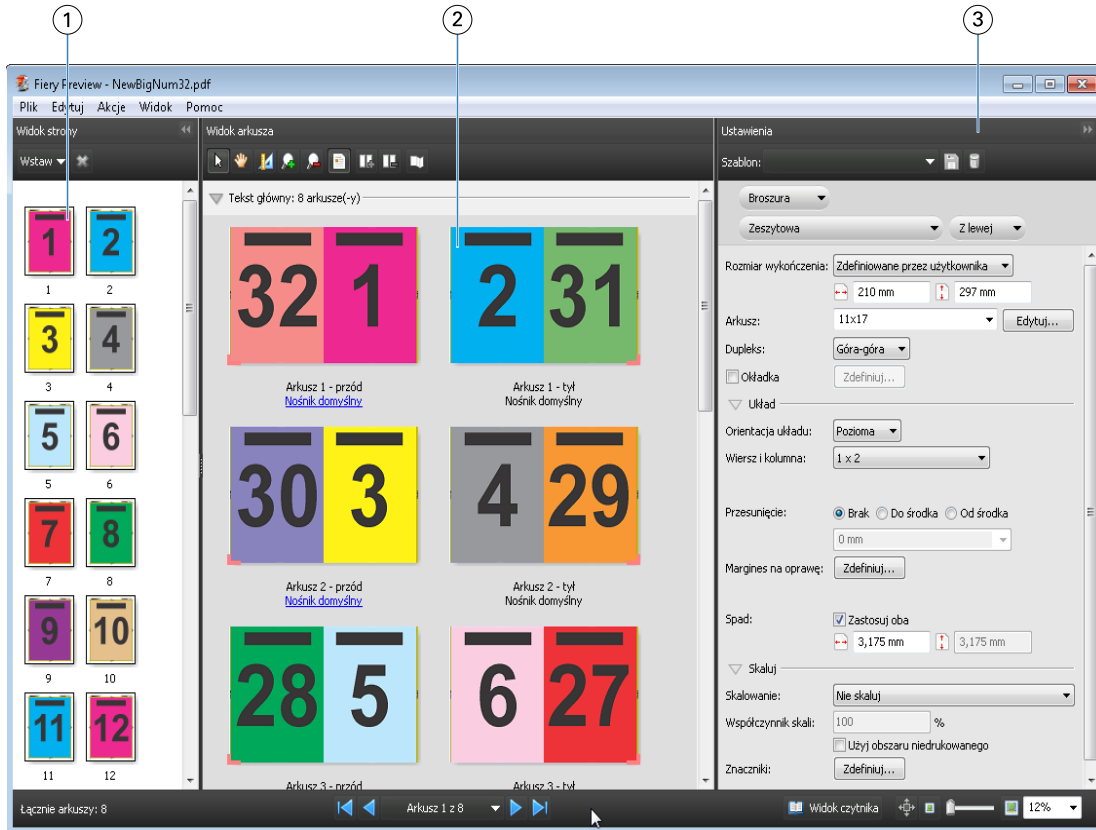 1
2
3
Fiery Preview - NewBigNum32.pdf
Plik Edytuj Akcje Widok Pomoc
Widok strony
Wstaw
1
1
2
2
3
3
4
4
5
5
6
6
7
7
8
8
9
9
10
10
11
11
12
12
Widok arkusza
Tekst główny: 8 arkusze(-y)
32 1
Arkusz 1 - przód
Nośnik domyślny
2 31
Arkusz 1 - tył
Nośnik domyślny
30 3
Arkusz 2 - przód
Nośnik domyślny
4 29
Arkusz 2 - tył
Nośnik domyślny
28 5
Arkusz 3 - przód
6 27
Arkusz 3 - tył
Ustawienia
Szablon:
Broszura
Zeszytowa Z lewej
Rozmiar wykończenia: Zdefiniowane przez użytkownika
210 mm 297 mm
Arkusz: 11x17 Edytuj...
Dupleks: Góra-góra
Okładka Zdefiniuj...
Układ
Orientacja układu: Pozioma
Wiersz i kolumna: 1 x 2
Przesunięcie: Brak Do środka Od środka
0 mm
Margines na oprawę: Zdefiniuj...
Spad: Zastosuj oba
3,175 mm 3,175 mm
Skaluj
Skalowanie: Nie skaluj
Współczynnik skali: 100 %
Użyj obszaru niedrukowanego
Znaczniki: Zdefiniuj...
Łącznie arkuszy: 8
Arkusz 1 z 8
Widok czytnika
12%